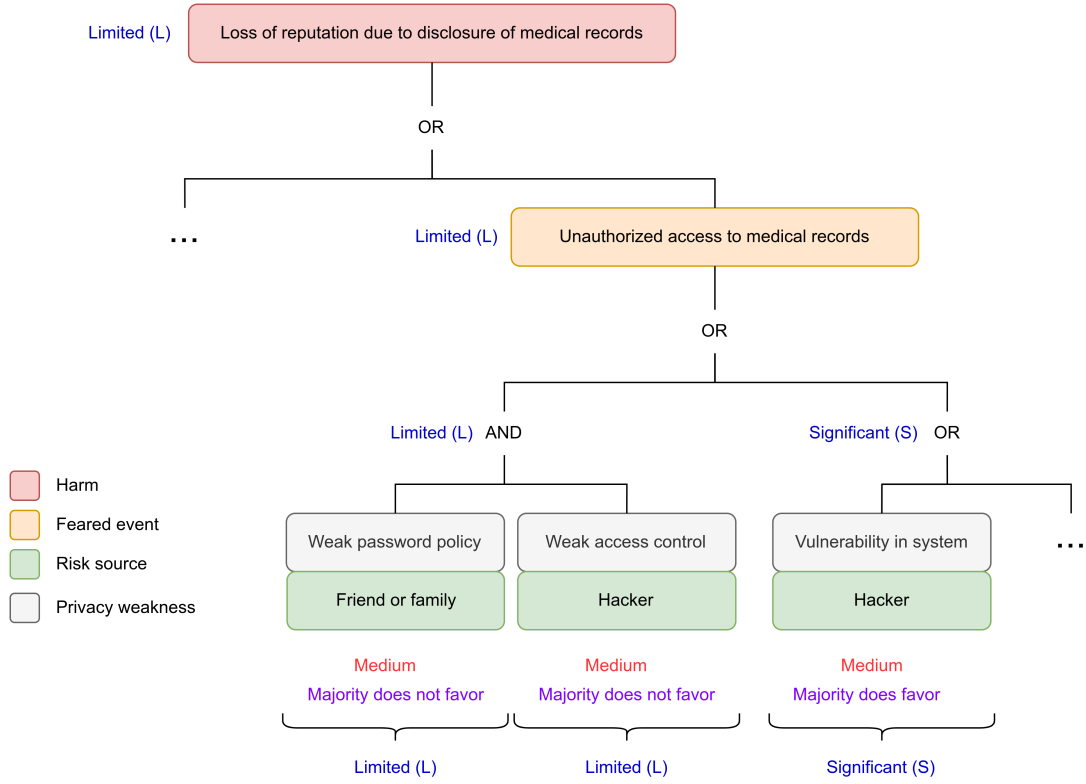 Limited (L)
Loss of reputation due to disclosure of medical records
OR
...
Limited (L)
Unauthorized access to medical records
OR
Limited (L) AND
Significant (S) OR
Harm
Feared event
Risk source
Privacy weakness
Weak password policy
Weak access control
Vulnerability in system
...
Friend or family
Hacker
Hacker
Medium
Medium
Medium
Majority does not favor
Majority does not favor
Majority does favor
Limited (L)
Limited (L)
Significant (S)